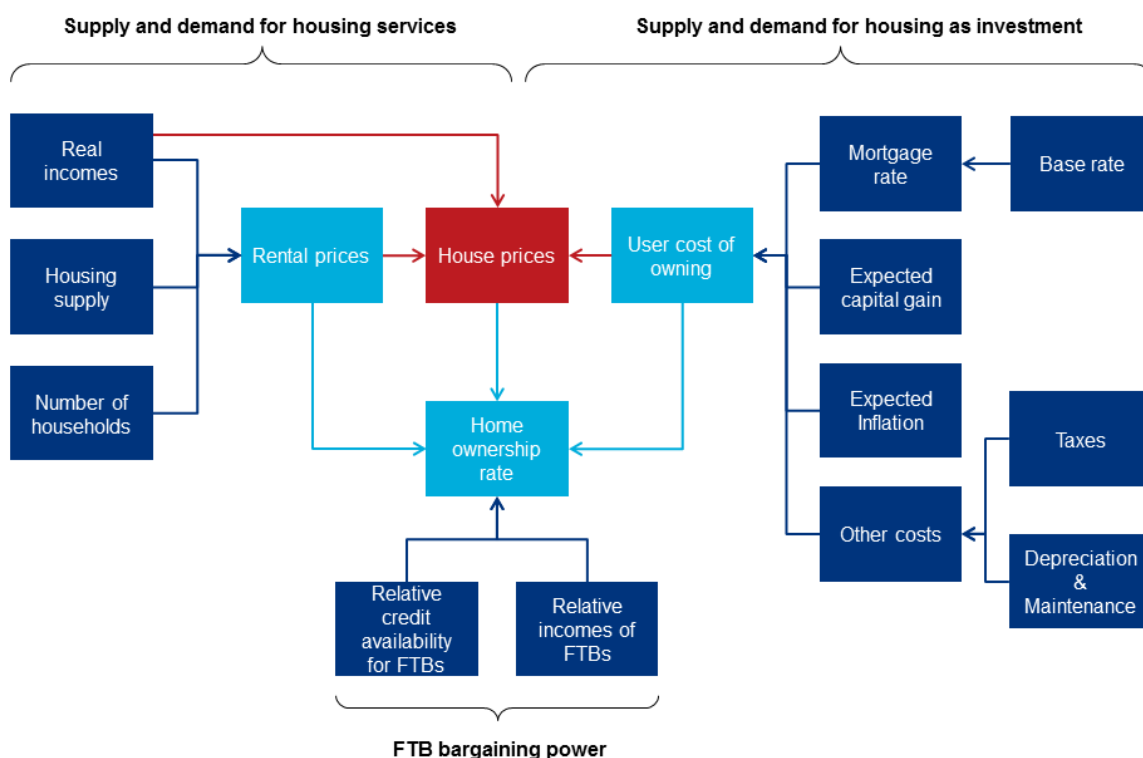 Supply and demand for housing services
Supply and demand for housing as investment
Real
incomes
Housing
supply
Number of
households
Rental prices
House prices
User cost of
owning
Home
ownership
rate
Mortgage
rate
Base rate
Expected
capital gain
Expected
Inflation
Other costs
Taxes
Depreciation
&
Maintenance
Relative
credit
availability
for FTBs
Relative
incomes of
FTBs
FTB bargaining power